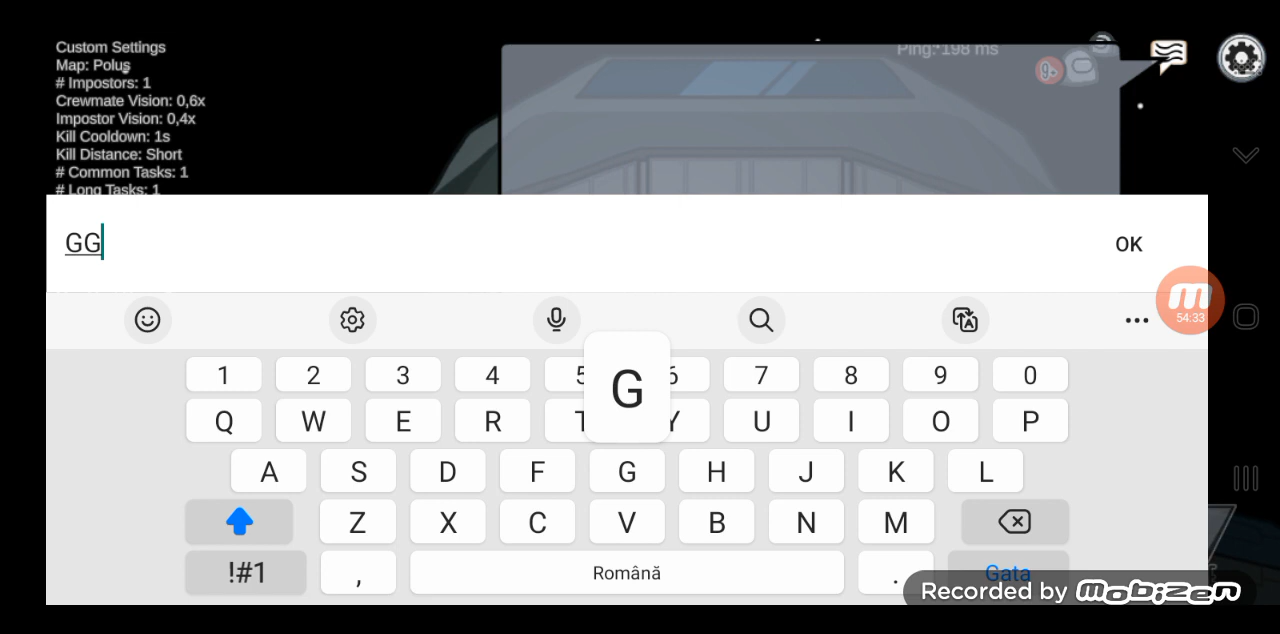 Custom Settings
Map: Polus
# Impostors: 1
Crewmate Vision: 0,6x
Impostor Vision: 0,4x
Kill Cooldown: 1s
Kill Distance: Short
# Common Tasks: 1
# Long Tasks: 1
Ping: 198 ms
9+
GG
OK
54:33
1 2 3 4 5 6 7 8 9 0
G
Q W E R T Y U I O P
A S D F G H J K L
Z X C V B N M
!#1 , Română . Gata
Recorded by mobizen